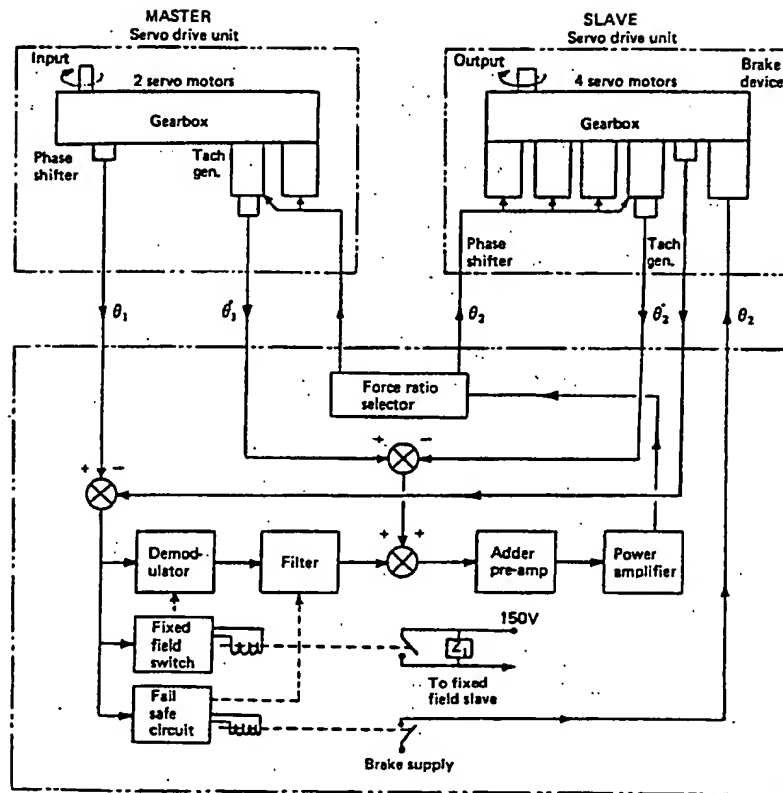 MASTER
Servo drive unit
SLAVE
Servo drive unit
Input
2 servo motors
Output
4 servo motors
Brake
device
Gearbox
Gearbox
Phase
shifter
Tach
gen.
Phase
shifter
Tach
gen.
θ1
θ̇1
θ2
θ̇2
θ2
Force ratio
selector
+ −
+ −
+ +
Demod-
ulator
Filter
Adder
pre-amp
Power
amplifier
Fixed
field
switch
150V
Z1
To fixed
field slave
Fail
safe
circuit
Brake supply